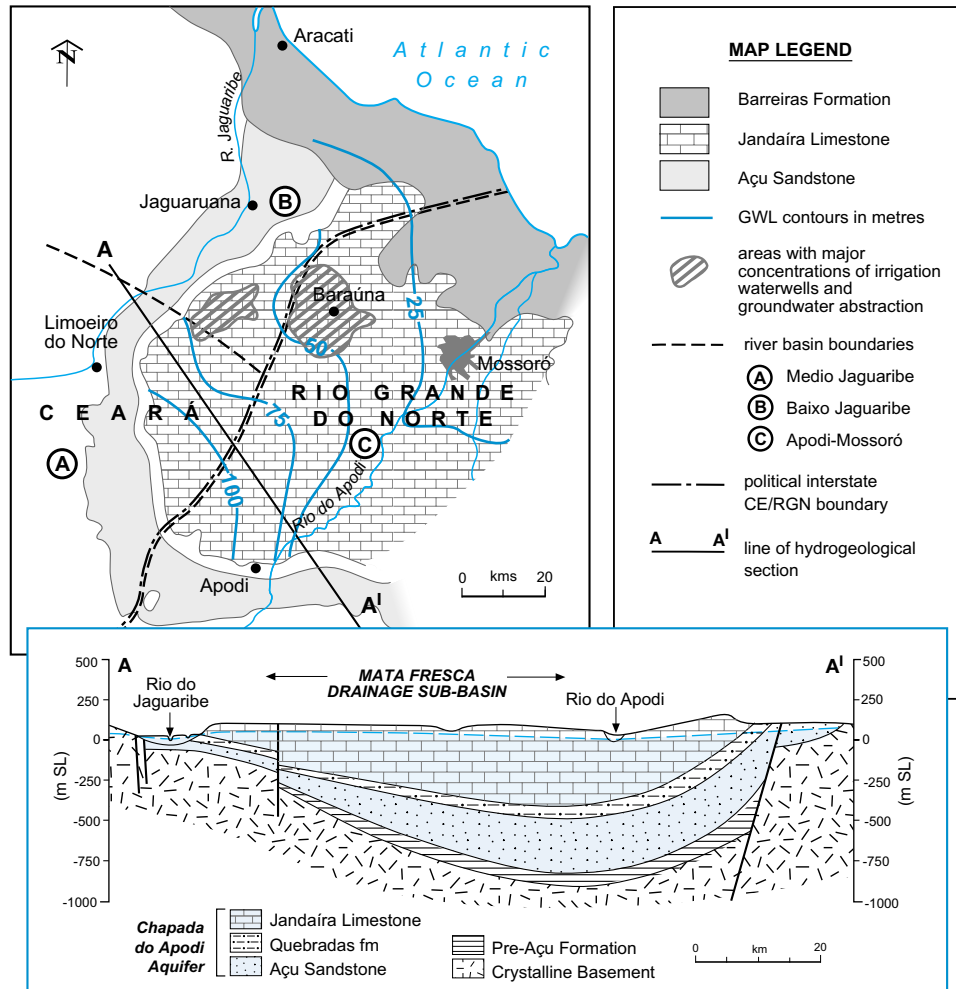 N
Aracati
Atlantic
Ocean
R. Jaguaribe
Jaguaruana
B
A
Limoeiro
do Norte
Baraúna
25
50
Mossoró
RIO GRANDE
DO NORTE
CEARÁ
75
C
A
100
Rio do Apodi
Apodi
0 kms 20
A^I
MAP LEGEND
Barreiras Formation
Jandaíra Limestone
Açu Sandstone
GWL contours in metres
areas with major
concentrations of irrigation
waterwells and
groundwater abstraction
river basin boundaries
A Medio Jaguaribe
B Baixo Jaguaribe
C Apodi-Mossoró
political interstate
CE/RGN boundary
A A^I
line of hydrogeological
section
500
250
0
-250
-500
-750
-1000
(m SL)
A
Rio do
Jaguaribe
MATA FRESCA
DRAINAGE SUB-BASIN
Rio do Apodi
A^I
500
250
0
-250
-500
-750
-1000
(m SL)
Chapada
do Apodi
Aquifer
Jandaíra Limestone
Quebradas fm
Açu Sandstone
Pre-Açu Formation
Crystalline Basement
0 km 20